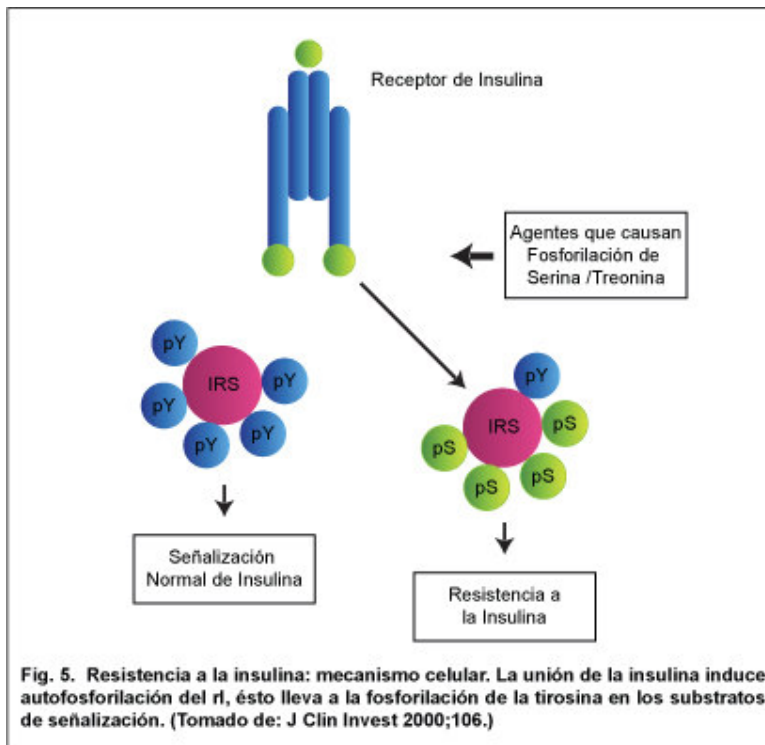 Receptor de Insulina
Agentes que causan
Fosforilación de
Serina /Treonina
pY
IRS
pY
pY
pY
pY
pY
IRS
pS
pS
pS
pS
Señalización
Normal de Insulina
Resistencia a
la Insulina
Fig. 5. Resistencia a la insulina: mecanismo celular. La unión de la insulina induce
autofosforilación del rI, ésto lleva a la fosforilación de la tirosina en los substratos
de señalización. (Tomado de: J Clin Invest 2000;106.)